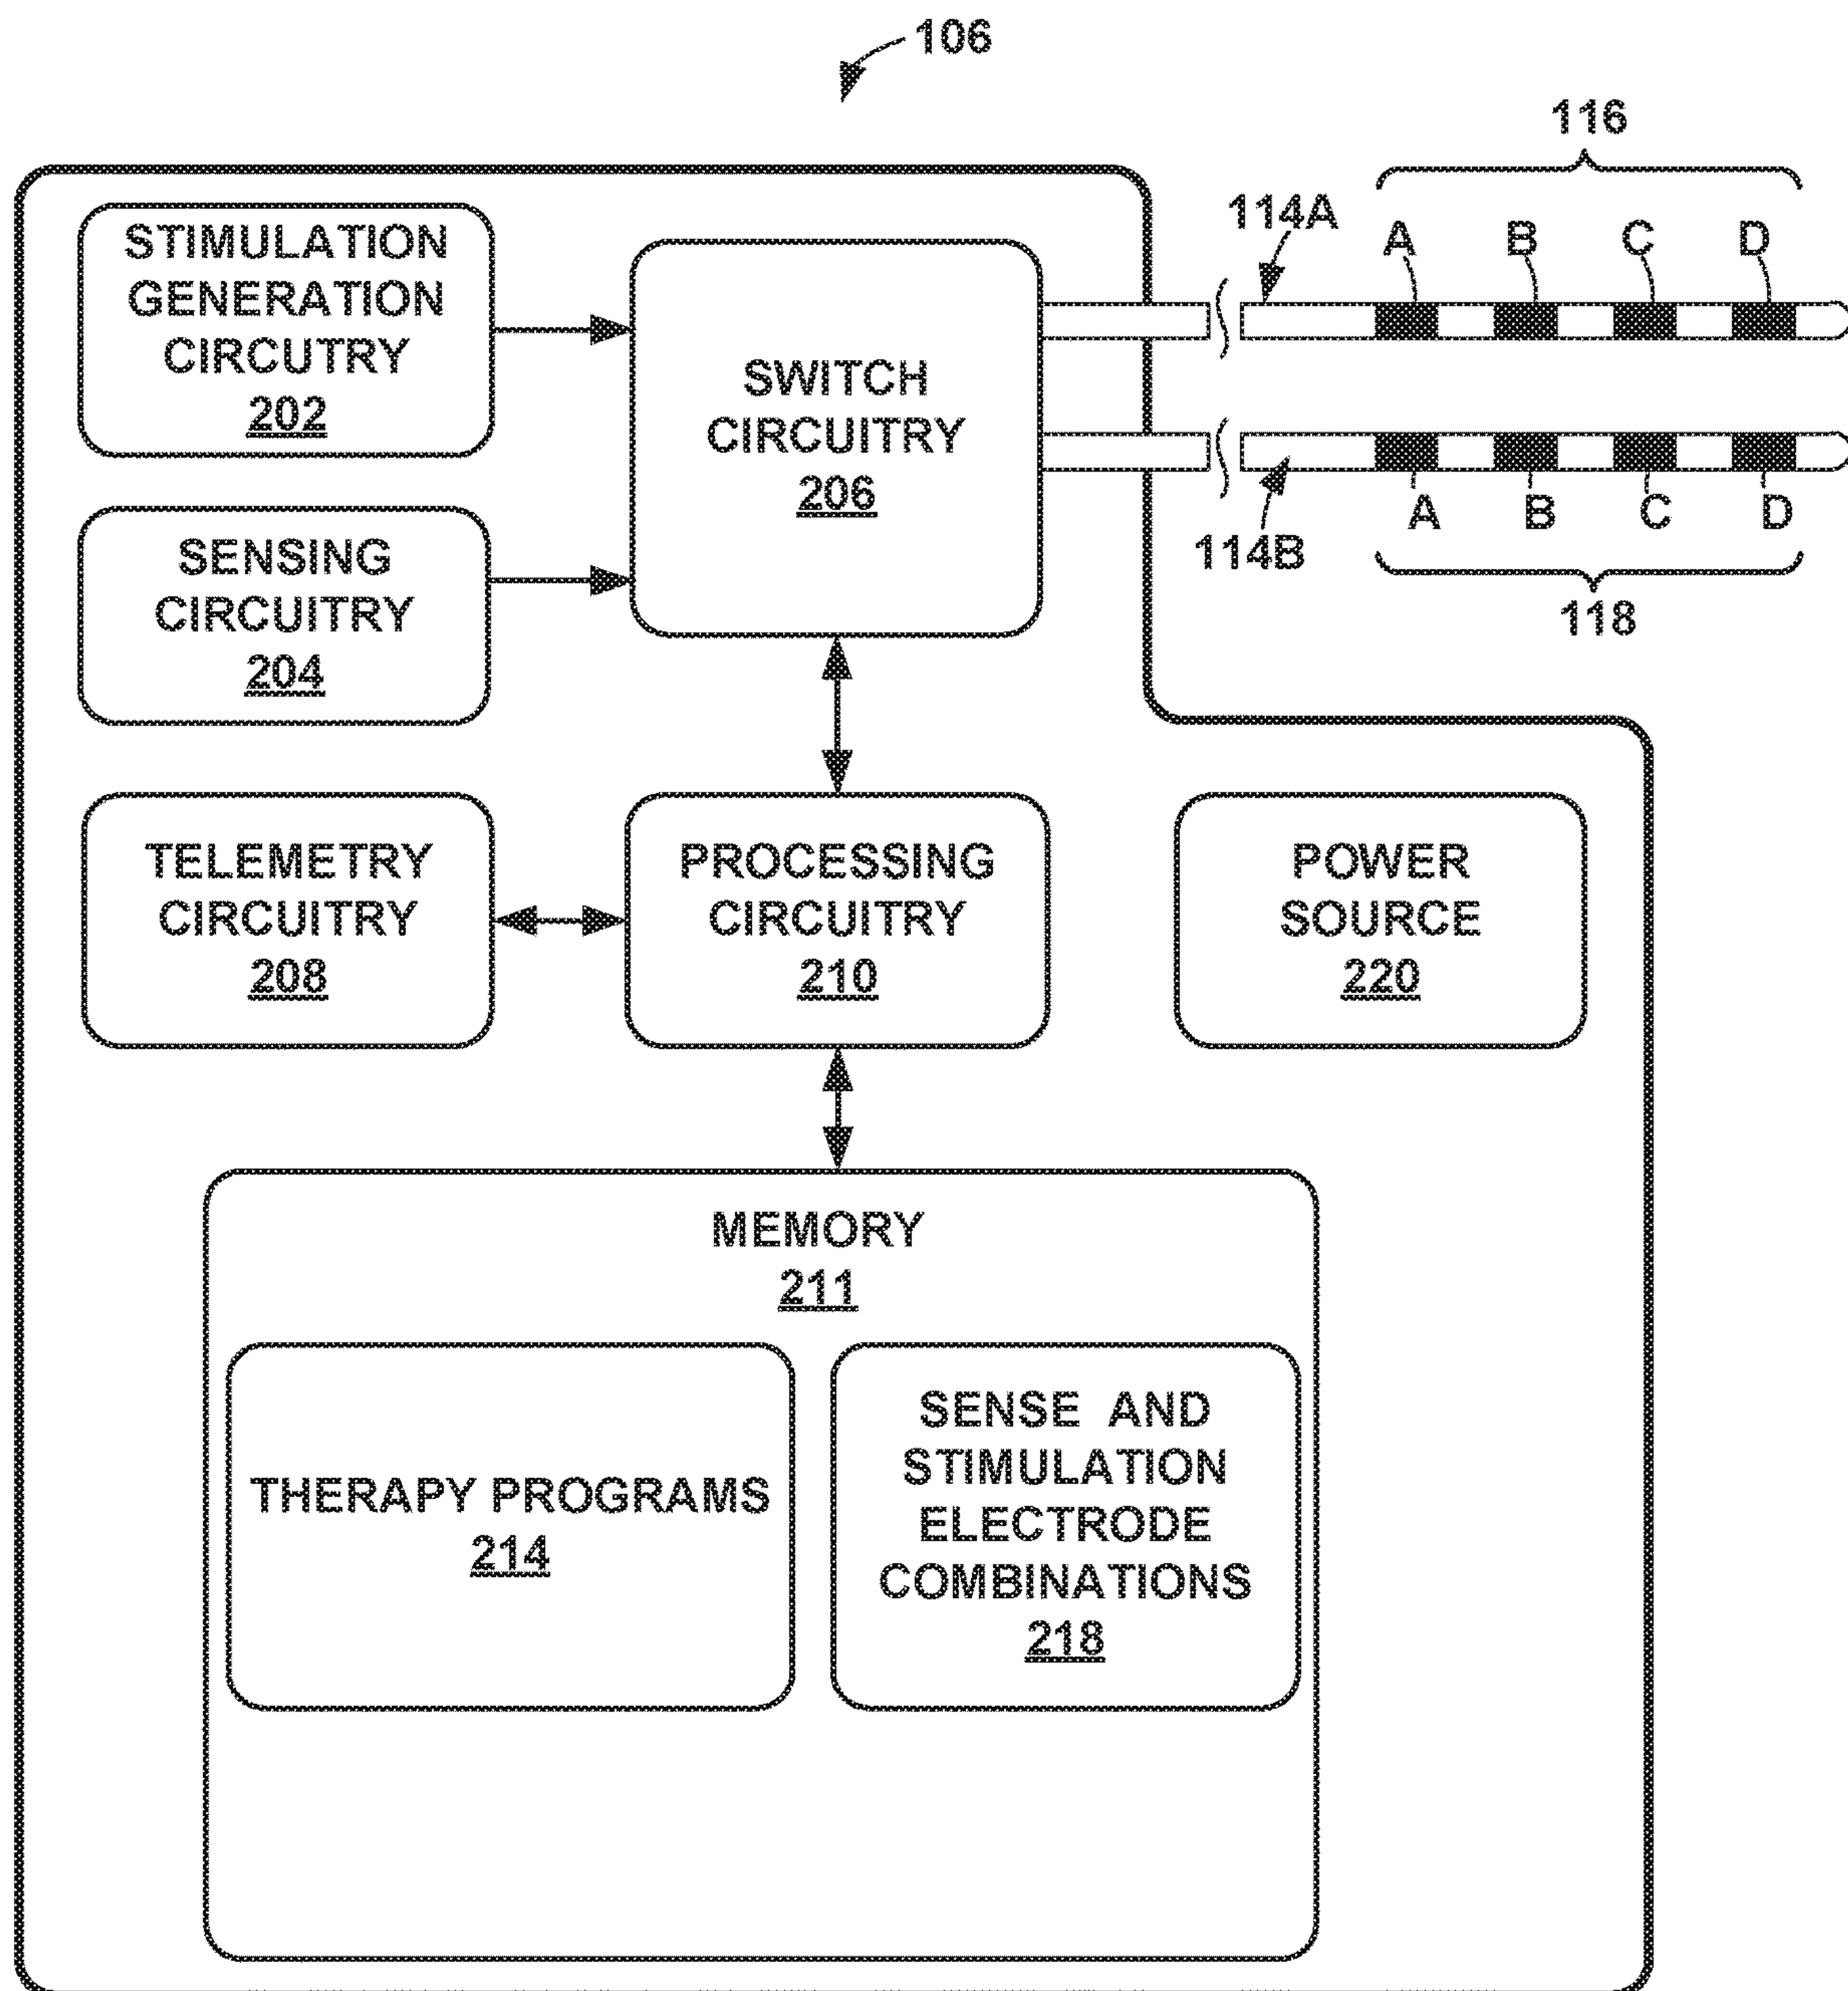 106
116
114A
A B C D
STIMULATION
GENERATION
CIRCUTRY
202
SWITCH
CIRCUITRY
206
A B C D
114B
118
SENSING
CIRCUITRY
204
TELEMETRY
CIRCUITRY
208
PROCESSING
CIRCUITRY
210
POWER
SOURCE
220
MEMORY
211
THERAPY PROGRAMS
214
SENSE AND
STIMULATION
ELECTRODE
COMBINATIONS
218